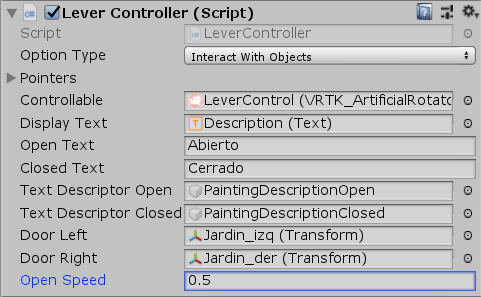 Lever Controller (Script)
Script LeverController
Option Type Interact With Objects
Pointers
Controllable LeverControl (VRTK_ArtificialRotato
Display Text Description (Text)
Open Text Abierto
Closed Text Cerrado
Text Descriptor Open PaintingDescriptionOpen
Text Descriptor Closed PaintingDescriptionClosed
Door Left Jardin_izq (Transform)
Door Right Jardin_der (Transform)
Open Speed 0.5